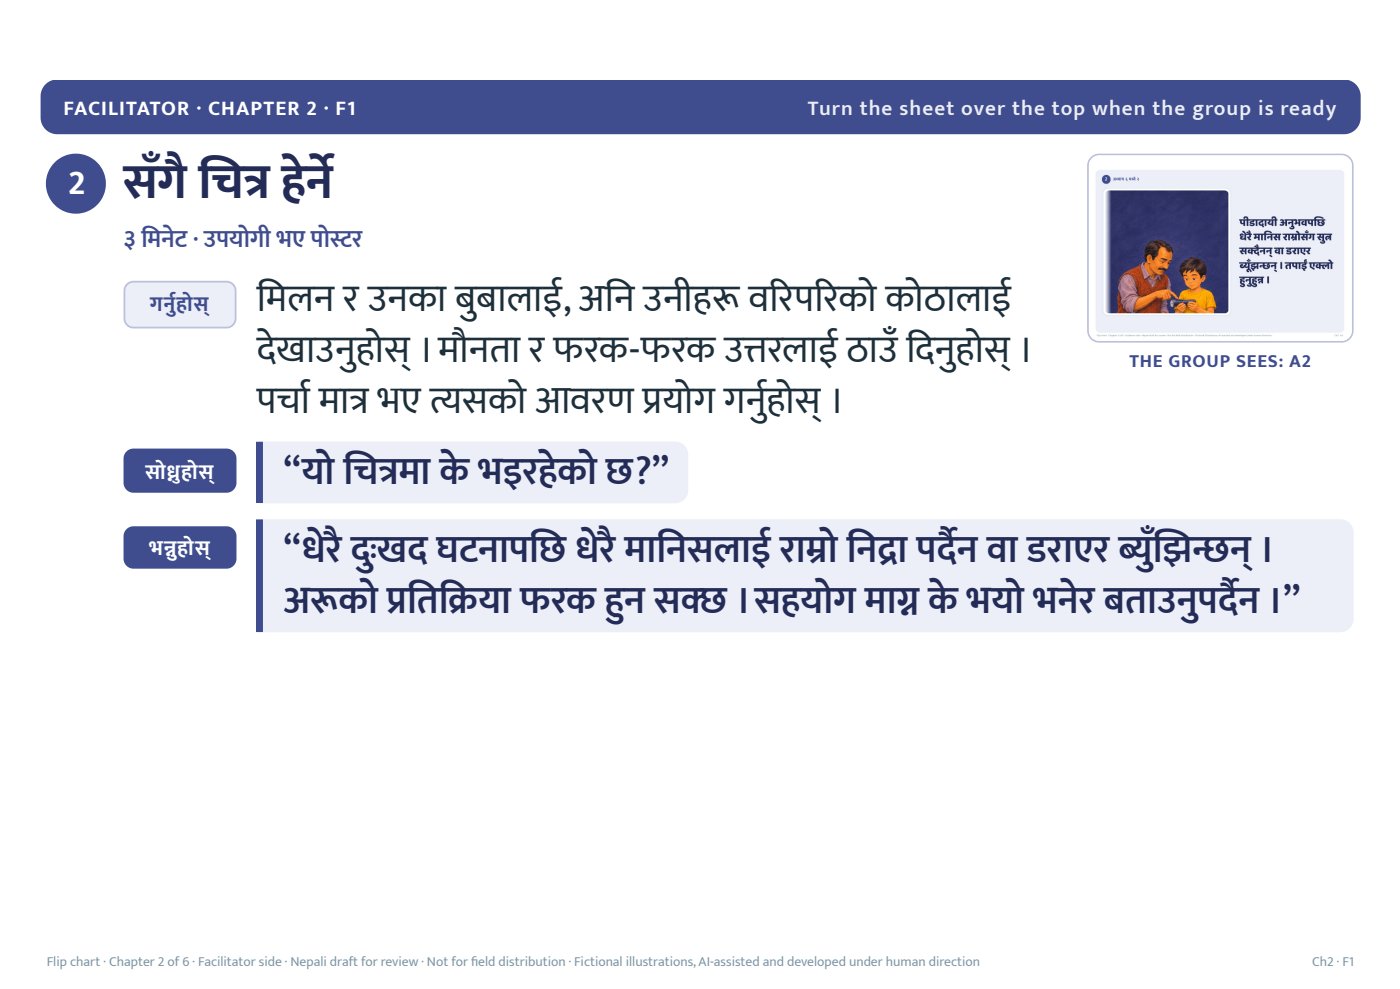 FACILITATOR · CHAPTER 2 · F1
Turn the sheet over the top when the group is ready
2
सँगै चित्र हेर्ने
३ मिनेट · उपयोगी भए पोस्टर
गर्नुहोस्
मिलन र उनका बुबालाई, अनि उनीहरू वरिपरिको कोठालाई
देखाउनुहोस् । मौनता र फरक-फरक उत्तरलाई ठाउँ दिनुहोस् ।
पर्चा मात्र भए त्यसको आवरण प्रयोग गर्नुहोस् ।
पीडादायी अनुभवपछि
धेरै मानिस राम्रोसँग सुत्न
सक्दैनन् वा डराएर
ब्यूँझन्छन् । तपाईं एक्लो
हुनुहुन्न ।
THE GROUP SEES: A2
सोध्नुहोस्
“यो चित्रमा के भइरहेको छ?”
भन्नुहोस्
“धेरै दुःखद घटनापछि धेरै मानिसलाई राम्रो निद्रा पर्दैन वा डराएर ब्युँझिन्छन् ।
अरूको प्रतिक्रिया फरक हुन सक्छ । सहयोग माग्न के भयो भनेर बताउनुपर्दैन ।”
Flip chart · Chapter 2 of 6 · Facilitator side · Nepali draft for review · Not for field distribution · Fictional illustrations, AI-assisted and developed under human direction
Ch2 · F1